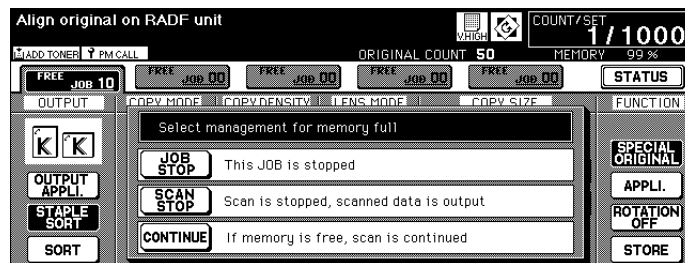 Align original on RADF unit
V.HIGH
COUNT/SET
1/1000
ADD TONER PM CALL
ORIGINAL COUNT 50
MEMORY 99 %
FREE JOB 10
FREE JOB 00
FREE JOB 00
FREE JOB 00
FREE JOB 00
STATUS
OUTPUT
COPY MODE
COPY DENSITY
LENS MODE
COPY SIZE
FUNCTION
Select management for memory full
K K
JOB STOP
This JOB is stopped
SPECIAL ORIGINAL
OUTPUT APPLI.
SCAN STOP
Scan is stopped, scanned data is output
APPLI.
STAPLE SORT
CONTINUE
If memory is free, scan is continued
ROTATION OFF
SORT
STORE